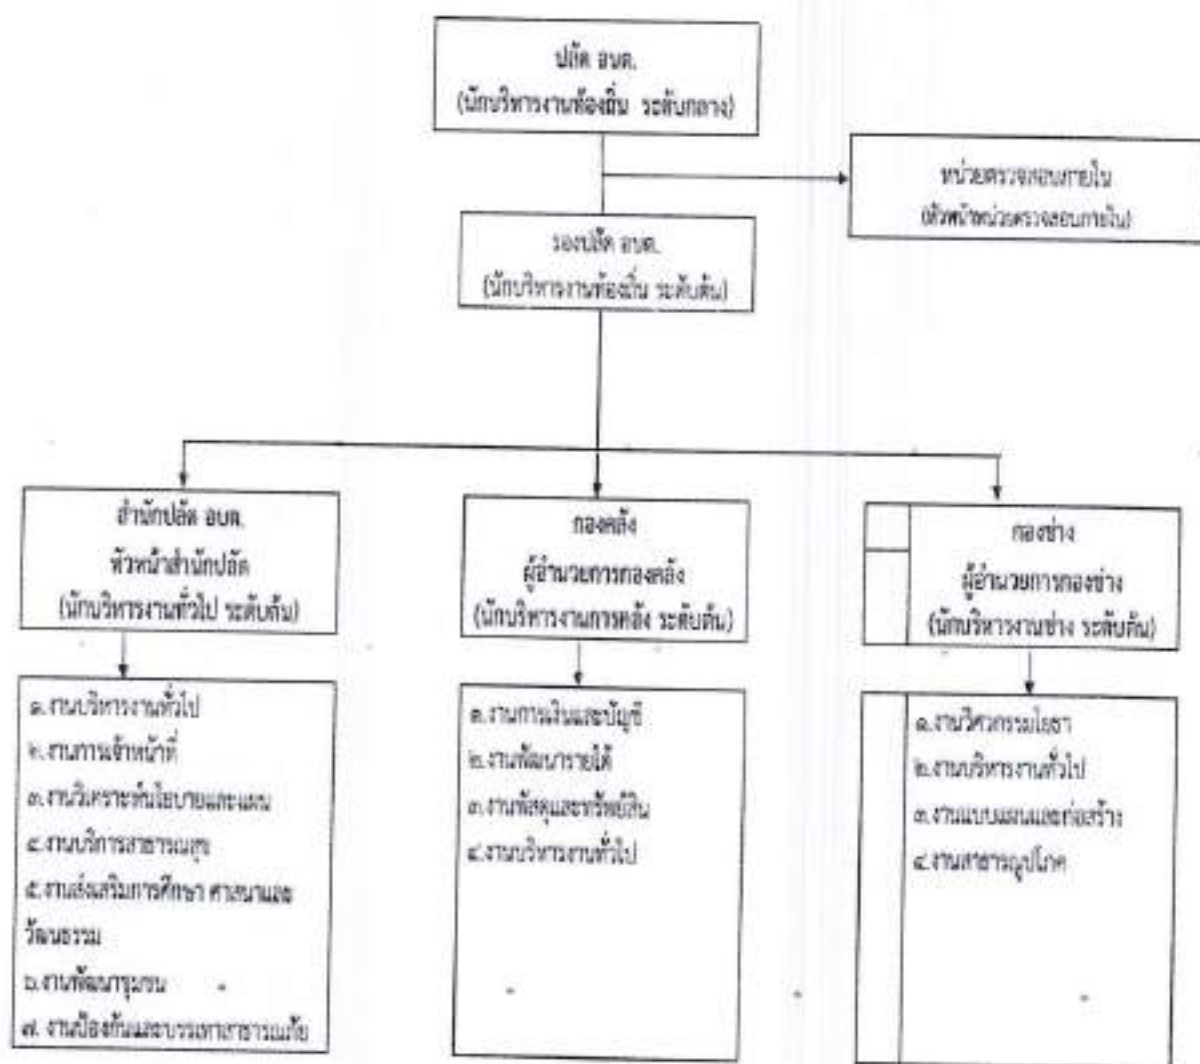 ปลัด อบต.
(นักบริหารงานท้องถิ่น ระดับกลาง)
หน่วยตรวจสอบภายใน
(หัวหน้าหน่วยตรวจสอบภายใน)
รองปลัด อบต.
(นักบริหารงานท้องถิ่น ระดับต้น)
สำนักปลัด อบต.
หัวหน้าสำนักปลัด
(นักบริหารงานทั่วไป ระดับต้น)
๑.งานบริหารงานทั่วไป
๒.งานการเจ้าหน้าที่
๓.งานวิเคราะห์นโยบายและแผน
๔.งานบริการสาธารณสุข
๕.งานส่งเสริมการศึกษา ศาสนาและ
วัฒนธรรม
๖.งานพัฒนาชุมชน
๗. งานป้องกันและบรรเทาสาธารณภัย
กองคลัง
ผู้อำนวยการกองคลัง
(นักบริหารงานการคลัง ระดับต้น)
๑.งานการเงินและบัญชี
๒.งานพัฒนารายได้
๓.งานพัสดุและทรัพย์สิน
๔.งานบริหารงานทั่วไป
กองช่าง
ผู้อำนวยการกองช่าง
(นักบริหารงานช่าง ระดับต้น)
๑.งานวิศวกรรมโยธา
๒.งานบริหารงานทั่วไป
๓.งานแบบแผนและก่อสร้าง
๔.งานสาธารณูปโภค